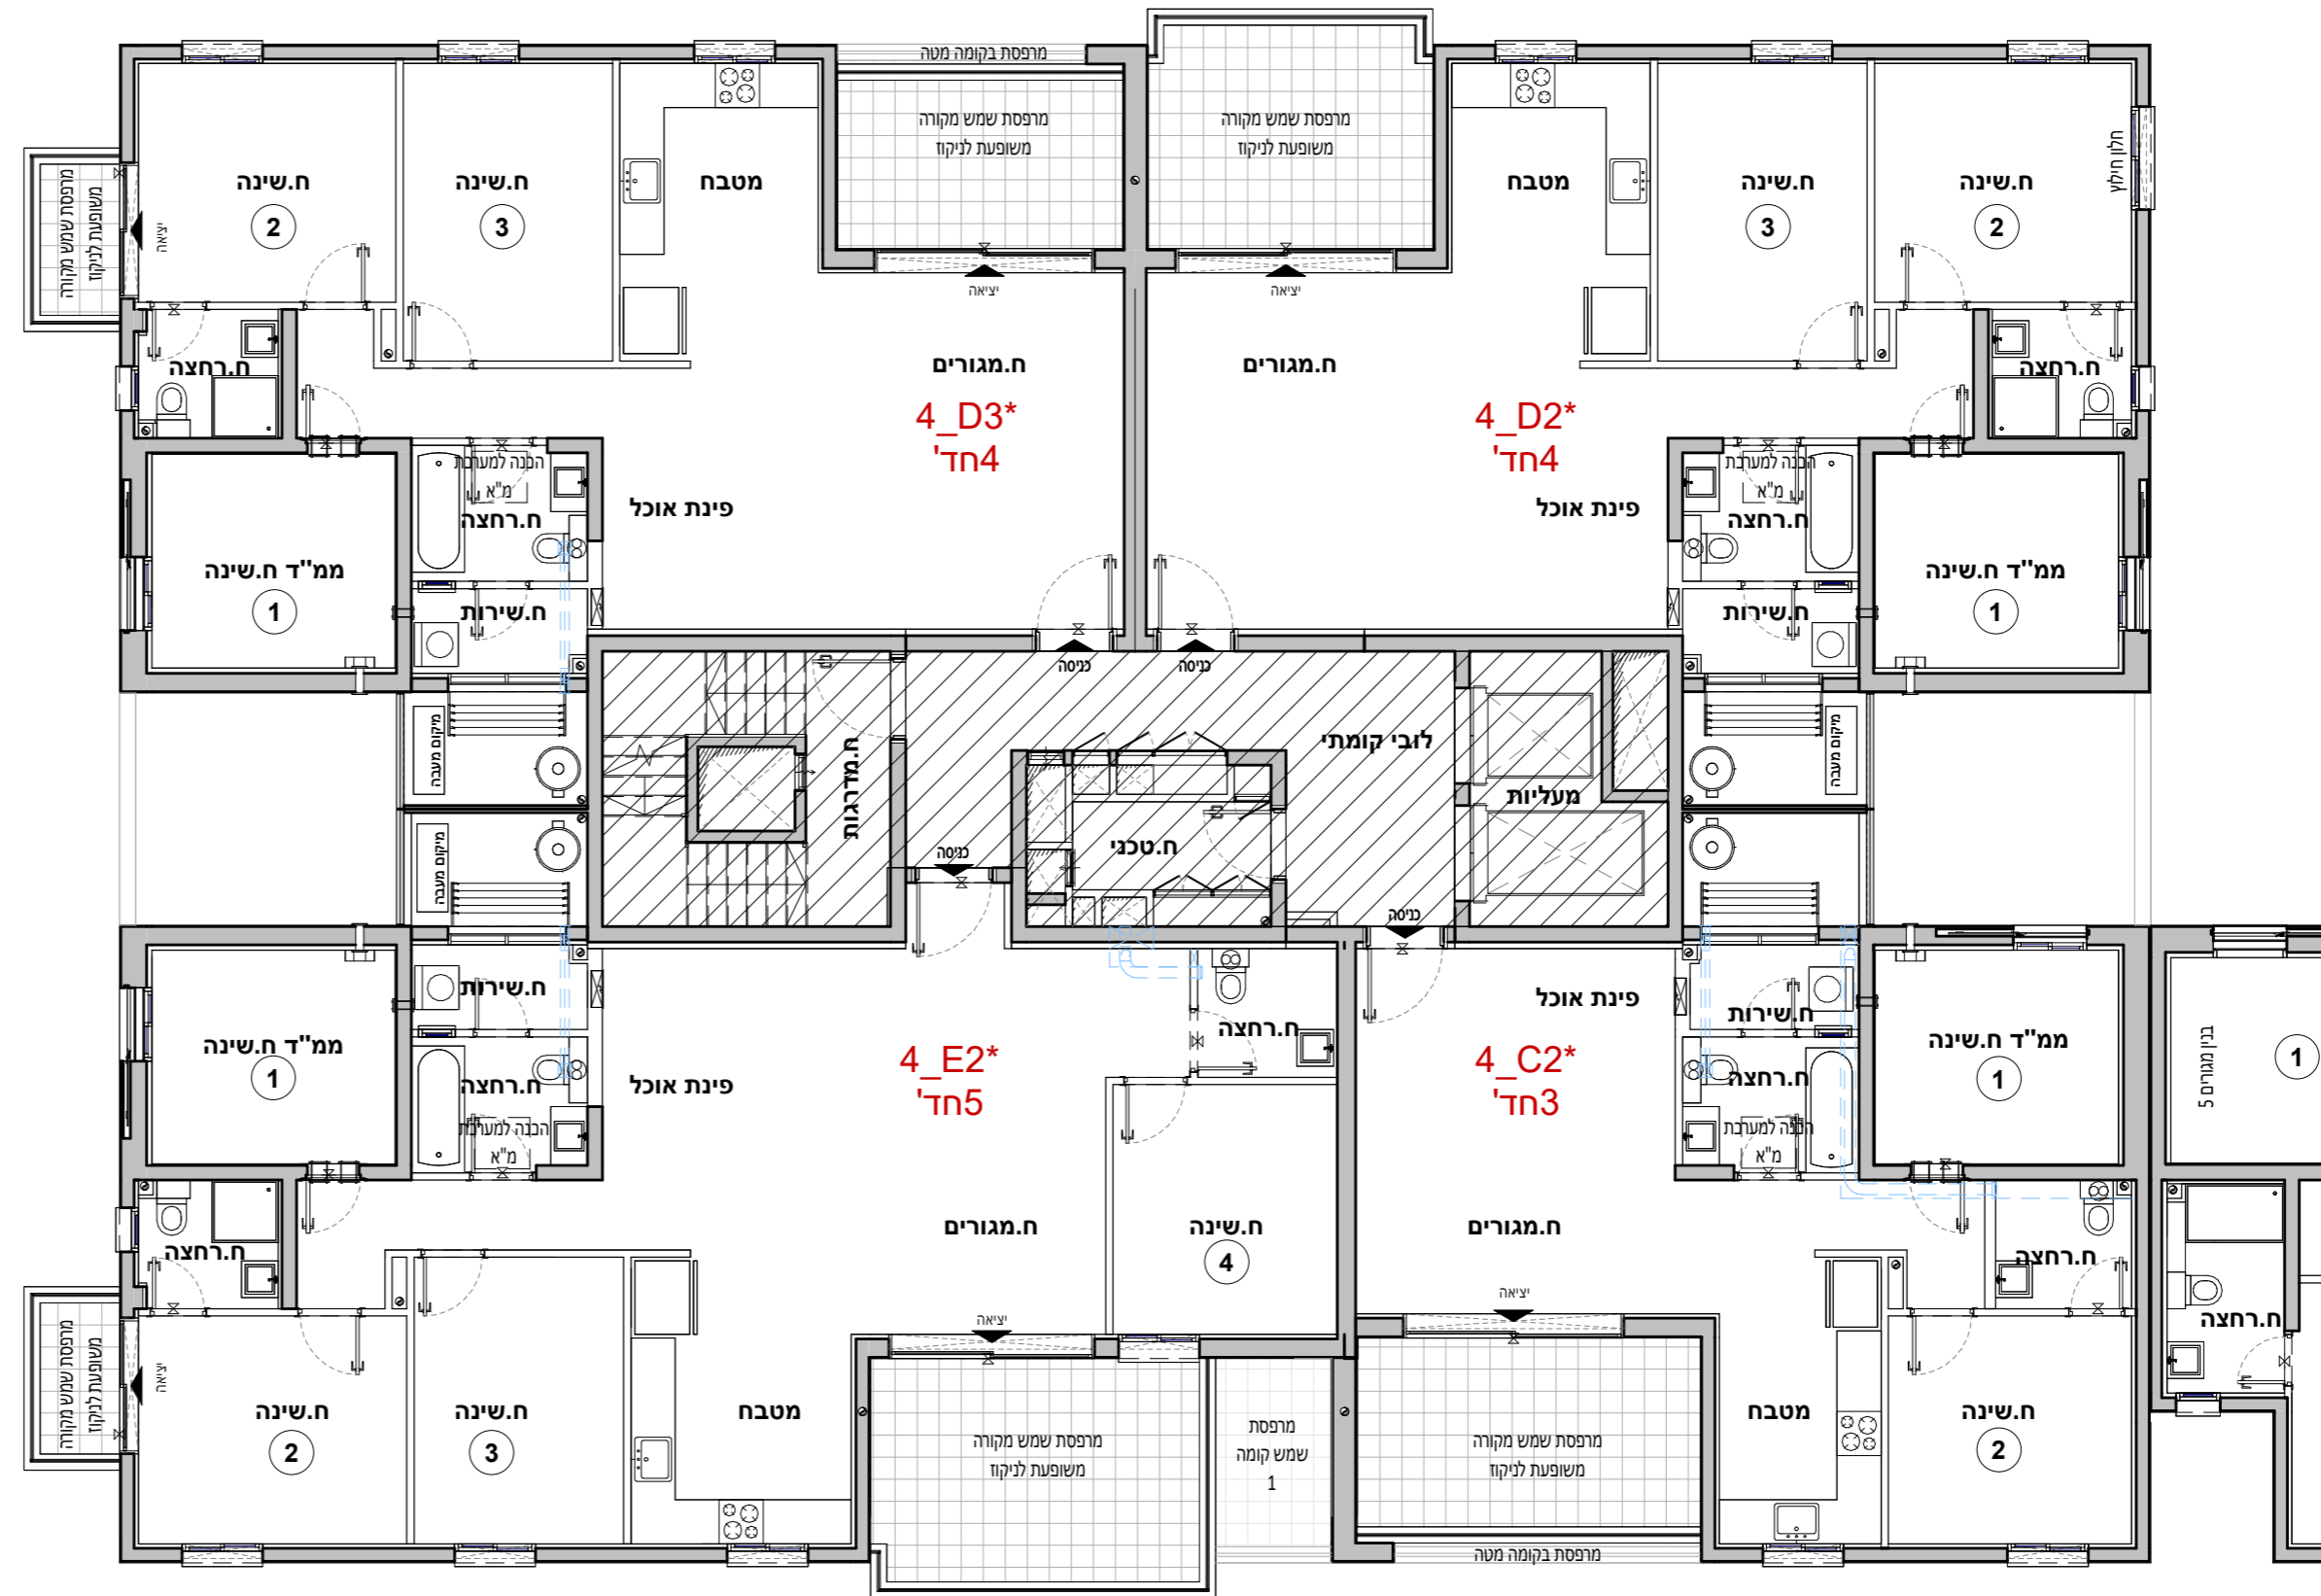 מרפסת בקומה מטה
מרפסת שמש מקורה
משופעת לניקוז
מרפסת שמש מקורה
משופעת לניקוז
ח.שינה
2
ח.שינה
3
מטבח
מטבח
ח.שינה
3
ח.שינה
2
חלון חילוץ
מרפסת שמש מקורה
משופעת לניקוז
יציאה
יציאה
יציאה
ח.רחצה
ח.מגורים
ח.מגורים
ח.רחצה
4_D3*
4חד'
4_D2*
4חד'
הכנה למערכת
מ"א
ח.רחצה
פינת אוכל
פינת אוכל
הכנה למערכת
מ"א
ח.רחצה
ממ"ד ח.שינה
1
ח.שירות
ח.שירות
ממ"ד ח.שינה
1
כניסה
כניסה
מיקום מעבה
ח.מדרגות
לובי קומתי
מעליות
מיקום מעבה
מיקום מעבה
כניסה
ח.טכני
כניסה
ח.שירות
ממ"ד ח.שינה
1
ח.רחצה
הכנה למערכת
מ"א
פינת אוכל
4_E2*
5חד'
ח.רחצה
פינת אוכל
4_C2*
3חד'
ח.שירות
ח.רחצה
הכנה למערכת
מ"א
ממ"ד ח.שינה
1
בנין מגורים 5
1
ח.רחצה
ח.מגורים
ח.שינה
4
ח.מגורים
ח.רחצה
ח.רחצה
יציאה
יציאה
יציאה
מרפסת שמש מקורה
משופעת לניקוז
ח.שינה
2
ח.שינה
3
מטבח
מרפסת שמש מקורה
משופעת לניקוז
מרפסת
שמש קומה
1
מרפסת שמש מקורה
משופעת לניקוז
מטבח
ח.שינה
2
מרפסת בקומה מטה